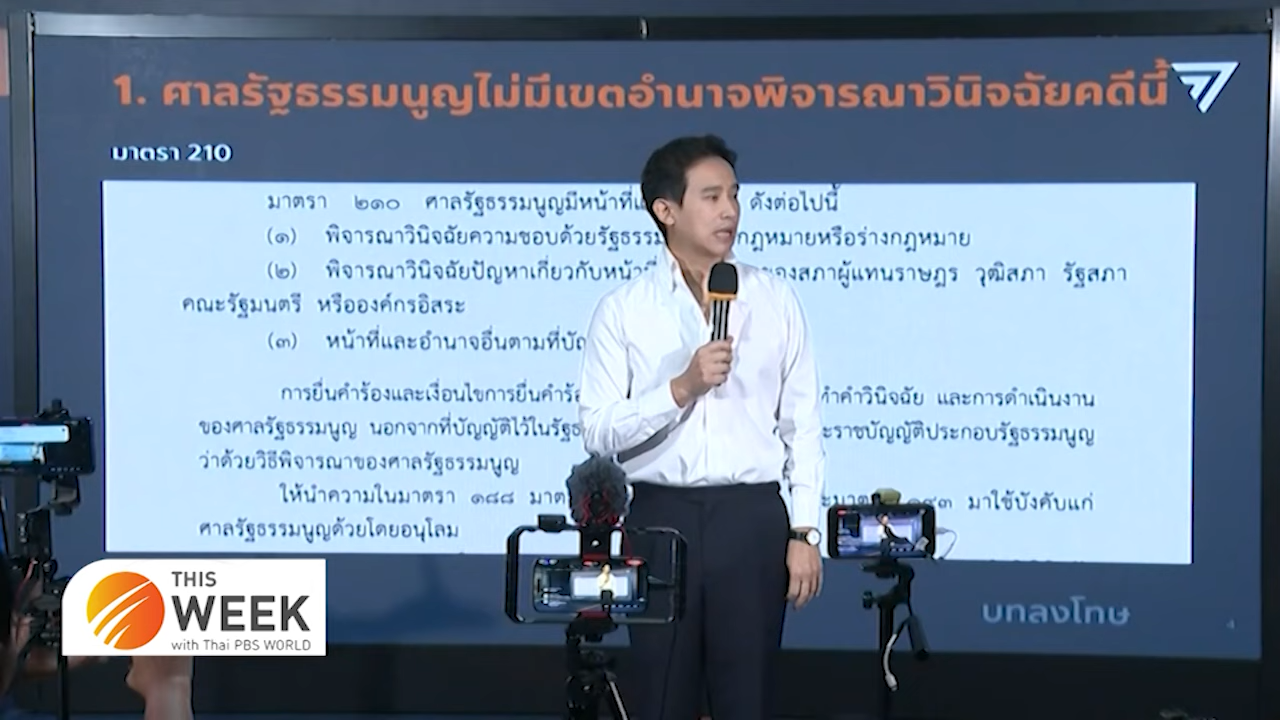 1. ศาลรัฐธรรมนูญไม่มีเขตอำนาจพิจารณาวินิจฉัยคดีนี้
มาตรา 210
มาตรา ๒๑๐ ศาลรัฐธรรมนูญมีหน้าที่ ดังต่อไปนี้
(๑) พิจารณาวินิจฉัยความชอบด้วยรัฐธรรม กฎหมายหรือร่างกฎหมาย
(๒) พิจารณาวินิจฉัยปัญหาเกี่ยวกับหน้าที่ ของสภาผู้แทนราษฎร วุฒิสภา รัฐสภา
คณะรัฐมนตรี หรือองค์กรอิสระ
(๓) หน้าที่และอำนาจอื่นตามที่บัญ
การยื่นคำร้องและเงื่อนไขการยื่นคำร้อ ทำคำวินิจฉัย และการดำเนินงาน
ของศาลรัฐธรรมนูญ นอกจากที่บัญญัติไว้ในรัฐธ ะราชบัญญัติประกอบรัฐธรรมนูญ
ว่าด้วยวิธีพิจารณาของศาลรัฐธรรมนูญ
ให้นำความในมาตรา ๑๘๘ มาต ๑๙๓ มาใช้บังคับแก่
ศาลรัฐธรรมนูญด้วยโดยอนุโลม
บทลงโทษ
4
THIS
WEEK
with Thai PBS WORLD